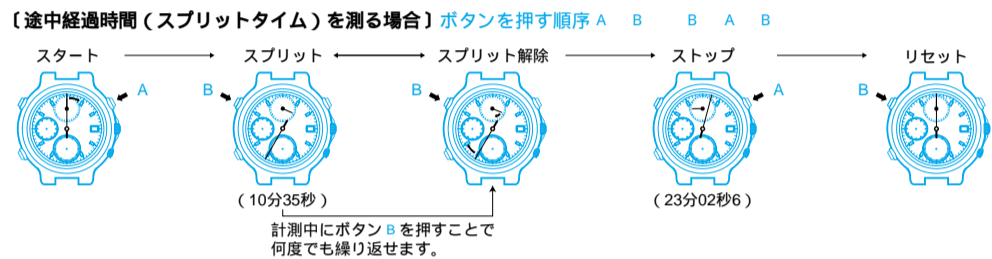 〔途中経過時間(スプリットタイム)を測る場合〕ボタンを押す順序 A B B A B
スタート スプリット スプリット解除 ストップ リセット
A B B A B
(10分35秒) (23分02秒6)
計測中にボタン B を押すことで
何度でも繰り返せます。